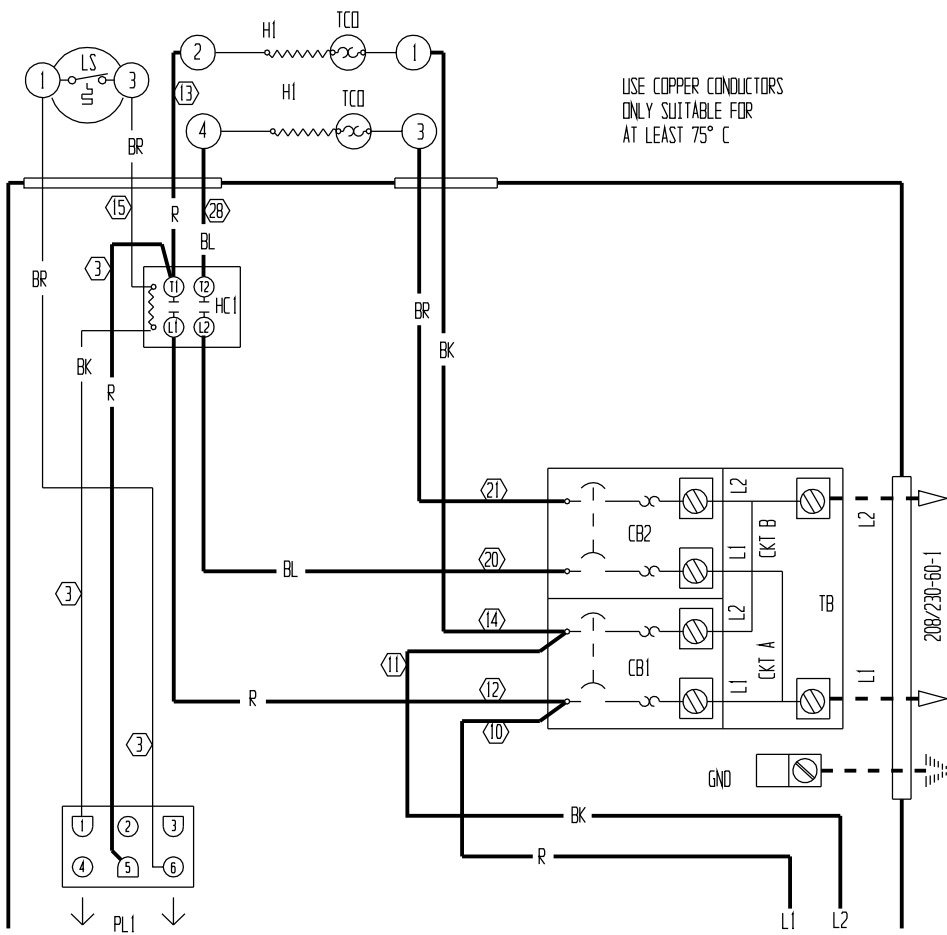 H1
TCO
LS
1
3
2
1
13
H1
TCO
4
3
USE COPPER CONDUCTORS
ONLY SUITABLE FOR
AT LEAST 75° C
BR
15
R
28
BL
3
BR
T1
T2
HC1
L1
L2
BR
BK
BK
R
21
L2
CB2
CKT B
L2
BL
20
L1
3
14
L2
TB
208/230-60-1
11
CB1
CKT A
12
L1
L1
R
10
3
GND
BK
1
2
3
R
4
5
6
PL1
L1
L2